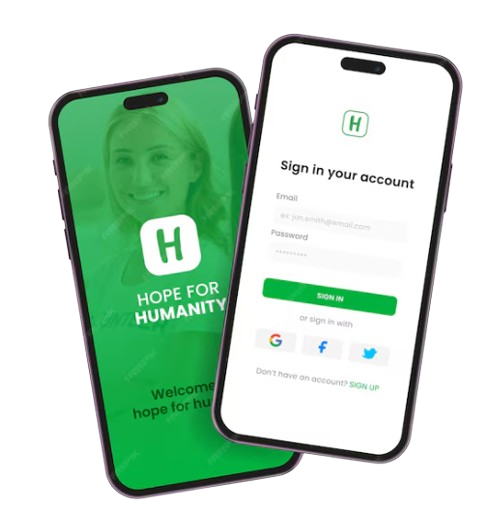 H
HOPE FOR
HUMANITY
Welcome
hope for hu
H
Sign in your account
Email
ex: jon.smith@email.com
Password
SIGN IN
or sign in with
G
f
Don't have an account? SIGN UP